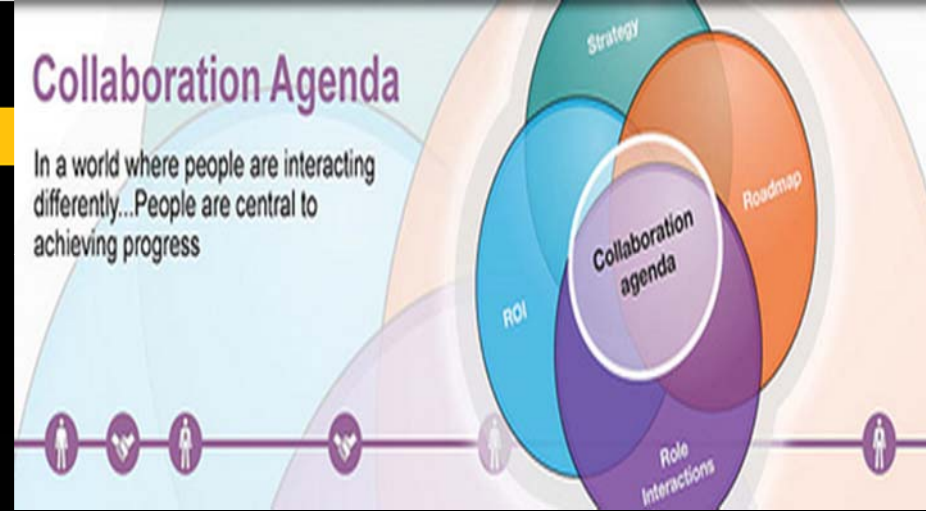 Collaboration Agenda
In a world where people are interacting
differently...People are central to
achieving progress
Strategy
Roadmap
Collaboration
agenda
ROI
Role
Interactions